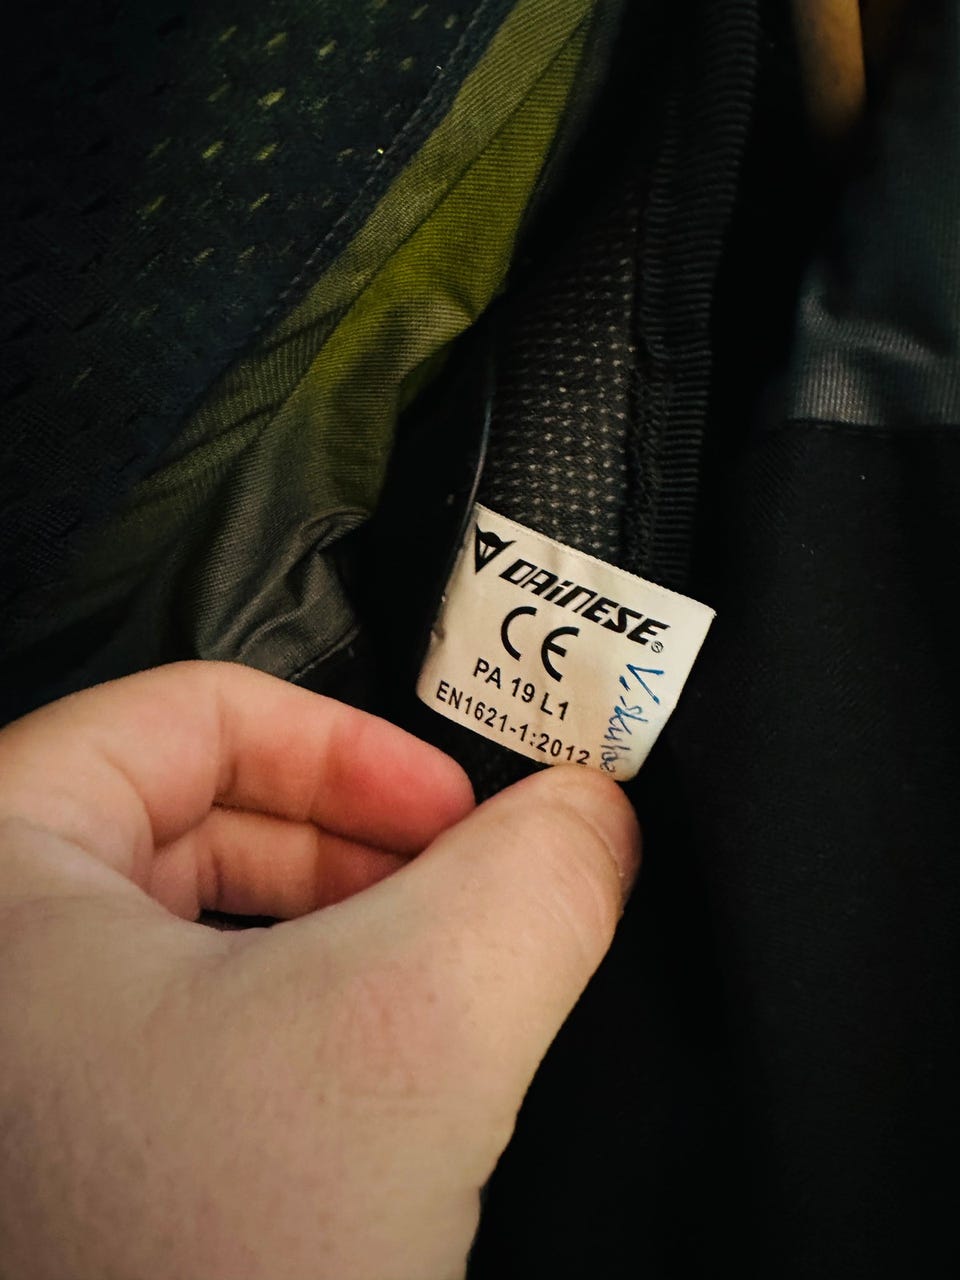 DAINESE®
CE
PA 19 L1
EN1621-1:2012